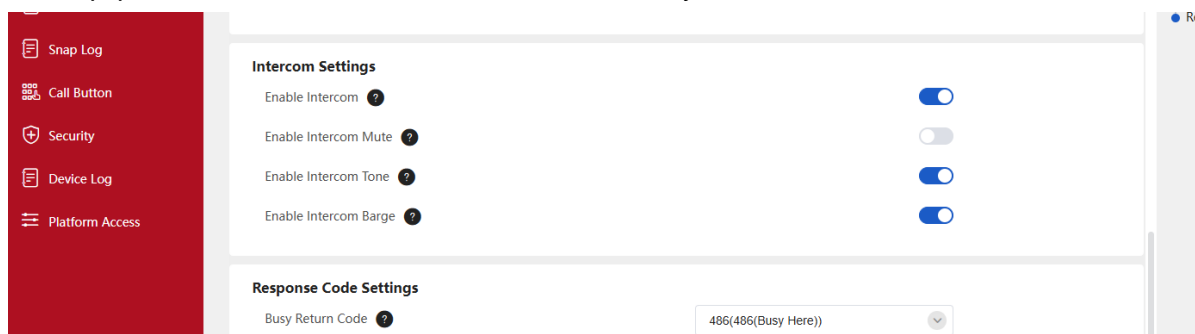 Snap Log
Call Button
Security
Device Log
Platform Access
Intercom Settings
Enable Intercom ?
Enable Intercom Mute ?
Enable Intercom Tone ?
Enable Intercom Barge ?
Response Code Settings
Busy Return Code ?
486(486(Busy Here))